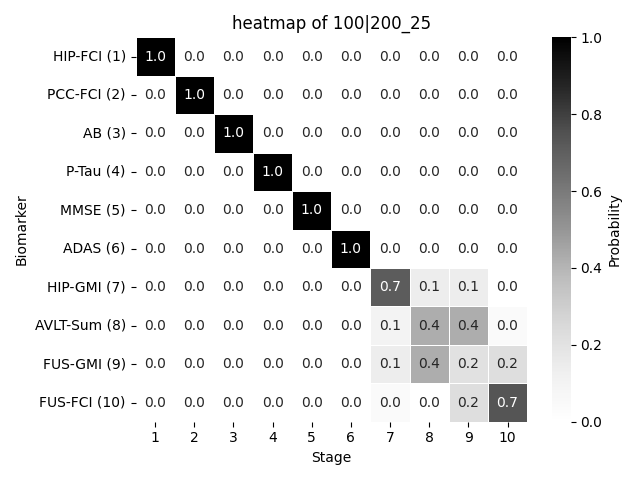 heatmap of 100|200_25
Biomarker
HIP-FCI (1) 1.0 0.0 0.0 0.0 0.0 0.0 0.0 0.0 0.0 0.0
PCC-FCI (2) 0.0 1.0 0.0 0.0 0.0 0.0 0.0 0.0 0.0 0.0
AB (3) 0.0 0.0 1.0 0.0 0.0 0.0 0.0 0.0 0.0 0.0
P-Tau (4) 0.0 0.0 0.0 1.0 0.0 0.0 0.0 0.0 0.0 0.0
MMSE (5) 0.0 0.0 0.0 0.0 1.0 0.0 0.0 0.0 0.0 0.0
ADAS (6) 0.0 0.0 0.0 0.0 0.0 1.0 0.0 0.0 0.0 0.0
HIP-GMI (7) 0.0 0.0 0.0 0.0 0.0 0.0 0.7 0.1 0.1 0.0
AVLT-Sum (8) 0.0 0.0 0.0 0.0 0.0 0.0 0.1 0.4 0.4 0.0
FUS-GMI (9) 0.0 0.0 0.0 0.0 0.0 0.0 0.1 0.4 0.2 0.2
FUS-FCI (10) 0.0 0.0 0.0 0.0 0.0 0.0 0.0 0.0 0.2 0.7
1 2 3 4 5 6 7 8 9 10
Stage
1.0
0.8
0.6
0.4
0.2
0.0
Probability